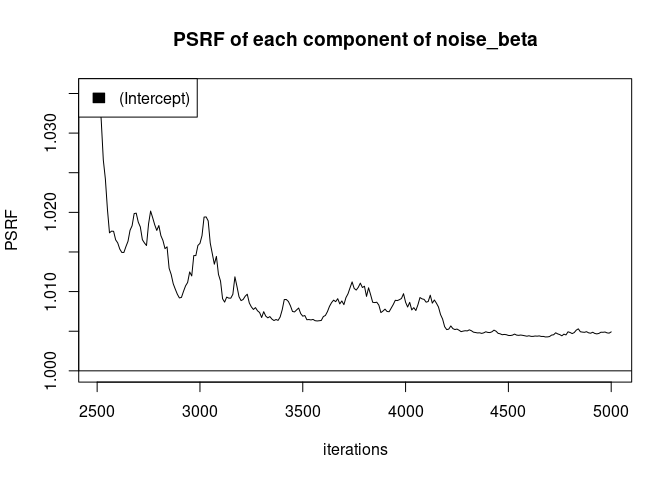 PSRF of each component of noise_beta
(Intercept)
PSRF
1.030
1.020
1.010
1.000
2500 3000 3500 4000 4500 5000
iterations